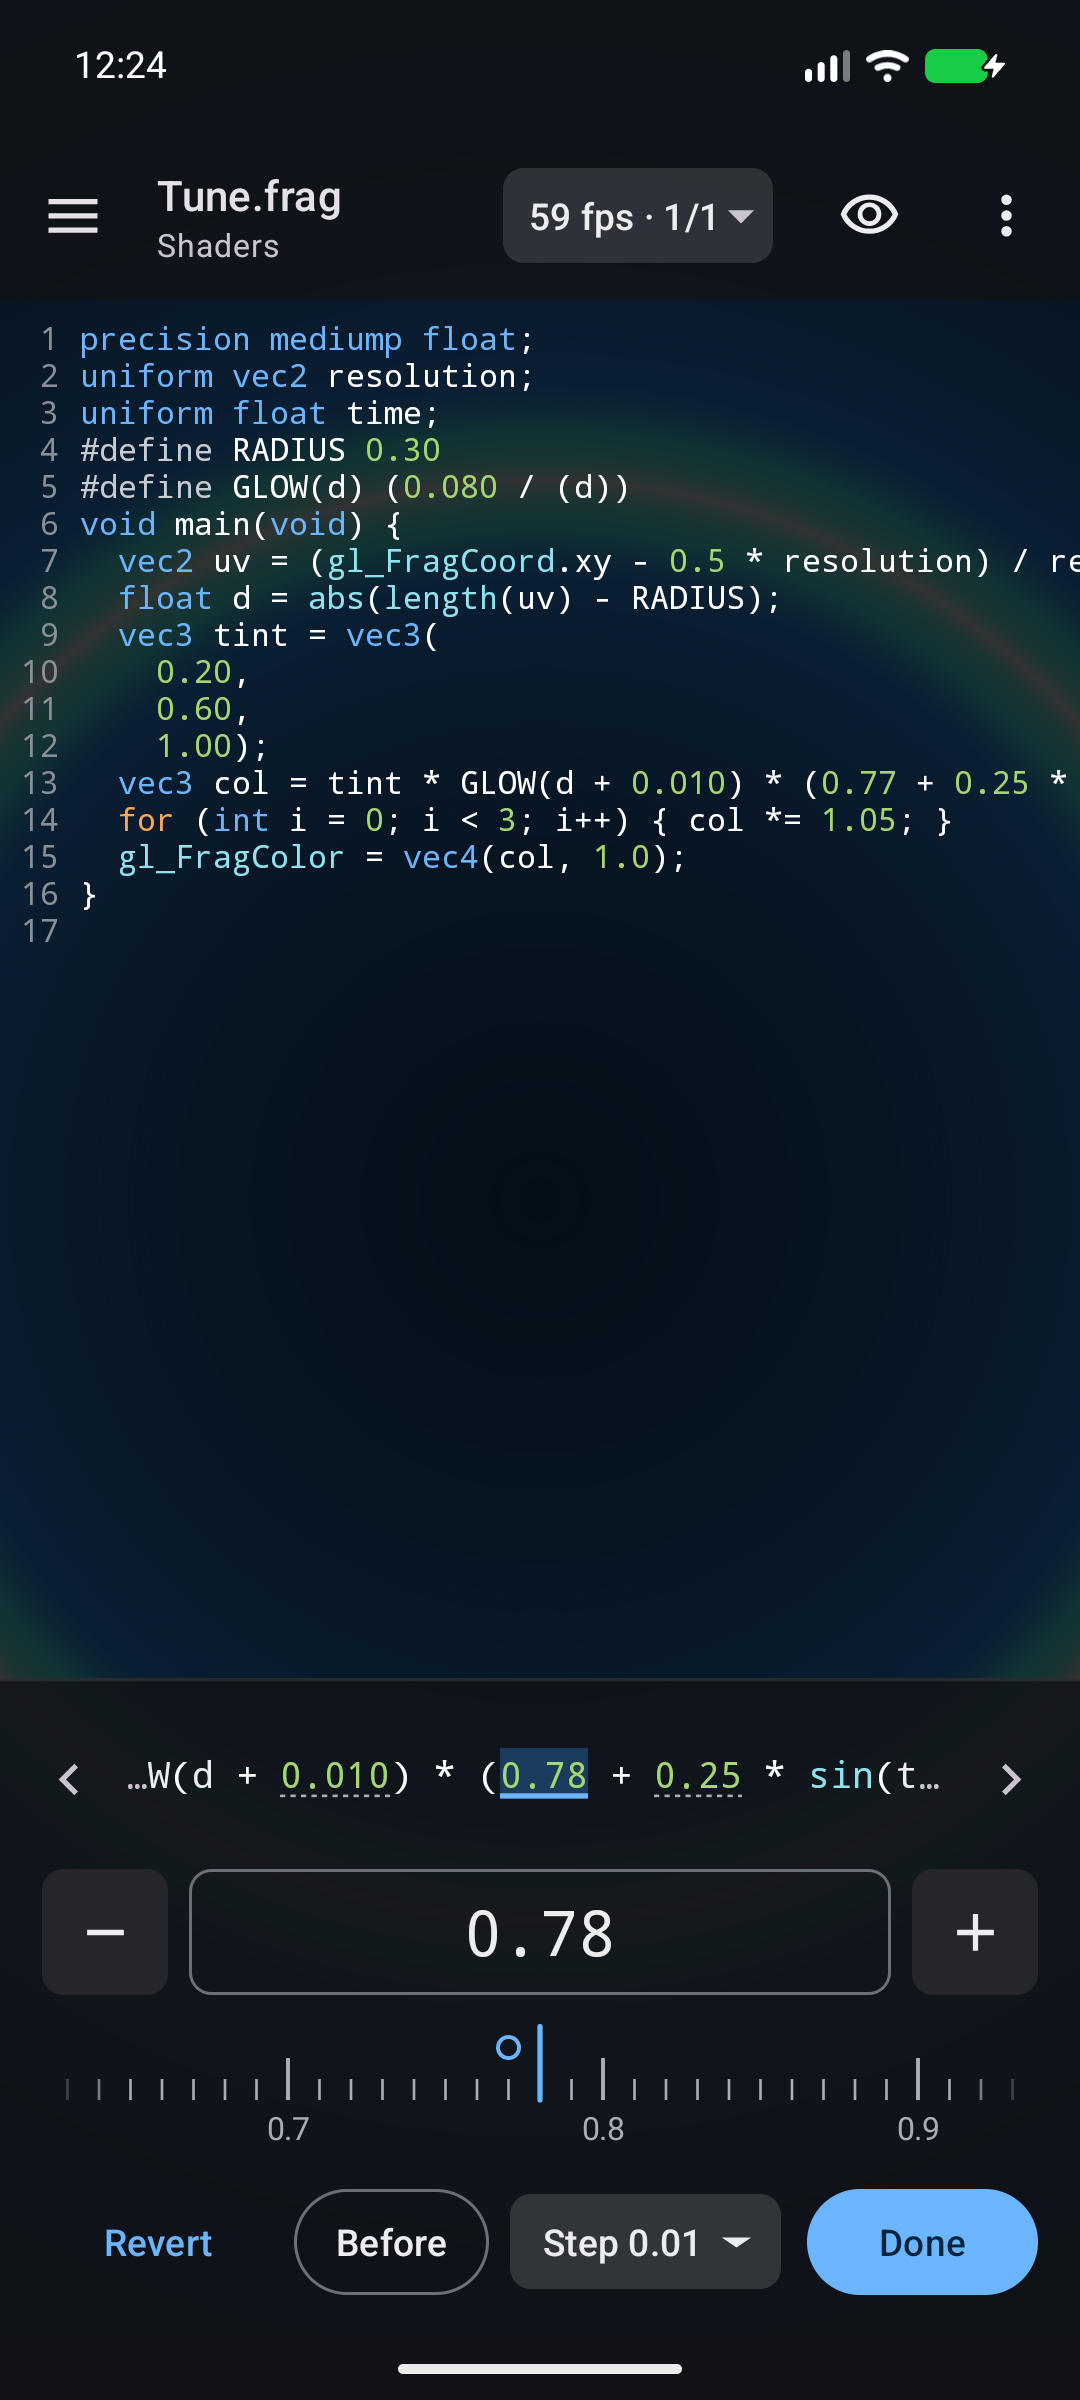 12:24
Tune.frag
Shaders
59 fps · 1/1
1 precision mediump float;
2 uniform vec2 resolution;
3 uniform float time;
4 #define RADIUS 0.30
5 #define GLOW(d) (0.080 / (d))
6 void main(void) {
7   vec2 uv = (gl_FragCoord.xy - 0.5 * resolution) / re
8   float d = abs(length(uv) - RADIUS);
9   vec3 tint = vec3(
10     0.20,
11     0.60,
12     1.00);
13   vec3 col = tint * GLOW(d + 0.010) * (0.77 + 0.25 *
14   for (int i = 0; i < 3; i++) { col *= 1.05; }
15   gl_FragColor = vec4(col, 1.0);
16 }
17
…W(d + 0.010) * (0.78 + 0.25 * sin(t…
− 0.78 +
0.7 0.8 0.9
Revert Before Step 0.01 Done